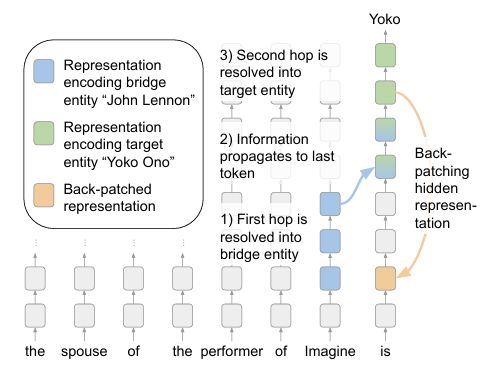 Yoko
Representation
encoding bridge
entity “John Lennon”
Representation
encoding target
entity “Yoko Ono”
Back-patched
representation
3) Second hop is
resolved into
target entity
2) Information
propagates to last
token
1) First hop is
resolved into
bridge entity
Back-
patching
hidden
represen-
tation
the spouse of the performer of Imagine is